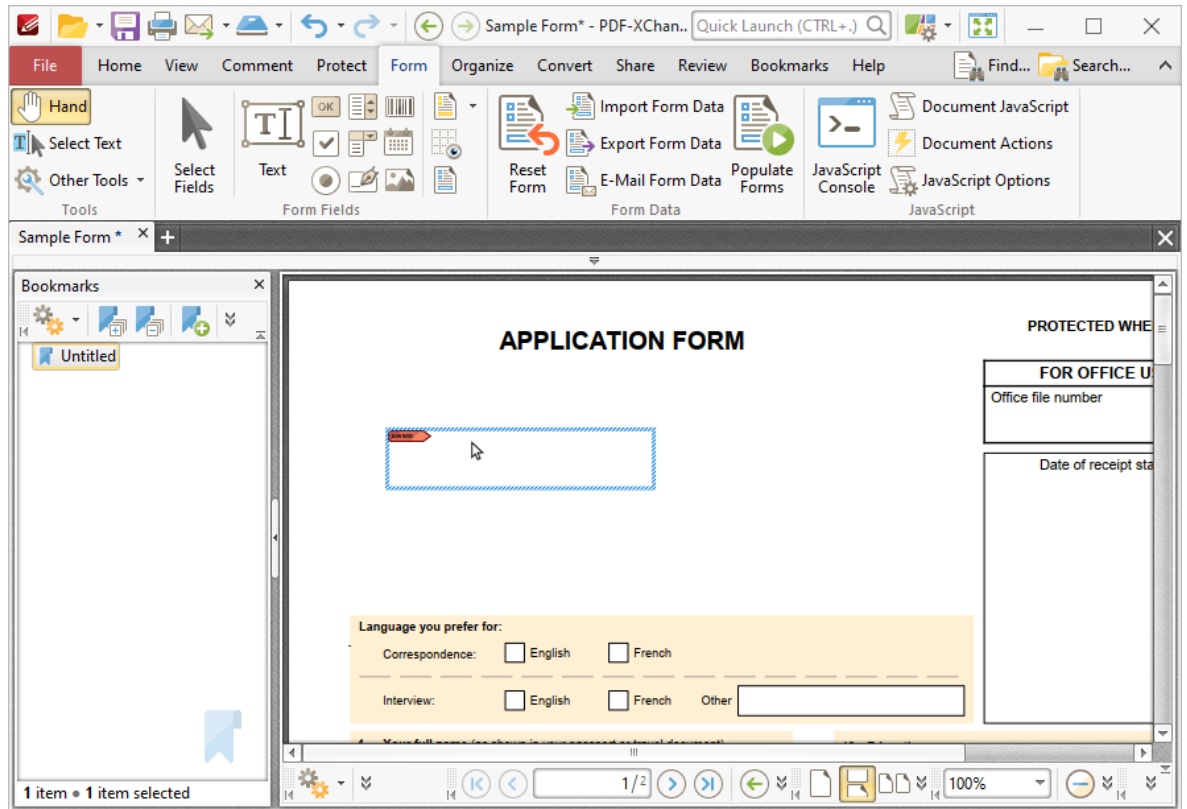 Sample Form* - PDF-XChan..
Quick Launch (CTRL+.)
File Home View Comment Protect Form Organize Convert Share Review Bookmarks Help Find... Search...
Hand
Select Text
Other Tools
Tools
Select Fields
Text
OK
Form Fields
Reset Form
Import Form Data
Export Form Data
E-Mail Form Data
Populate Forms
Form Data
JavaScript Console
Document JavaScript
Document Actions
JavaScript Options
JavaScript
Sample Form *
Bookmarks
Untitled
APPLICATION FORM
PROTECTED WHE
FOR OFFICE U
Office file number
Date of receipt sta
Language you prefer for:
Correspondence: English French
Interview: English French Other
1 item • 1 item selected
1/2
100%